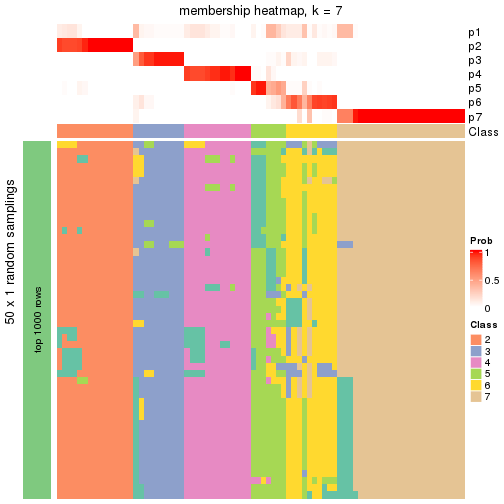 membership heatmap, k = 7
p1
p2
p3
p4
p5
p6
p7
Class
50 x 1 random samplings
top 1000 rows
Prob
1
0.5
0
Class
2
3
4
5
6
7